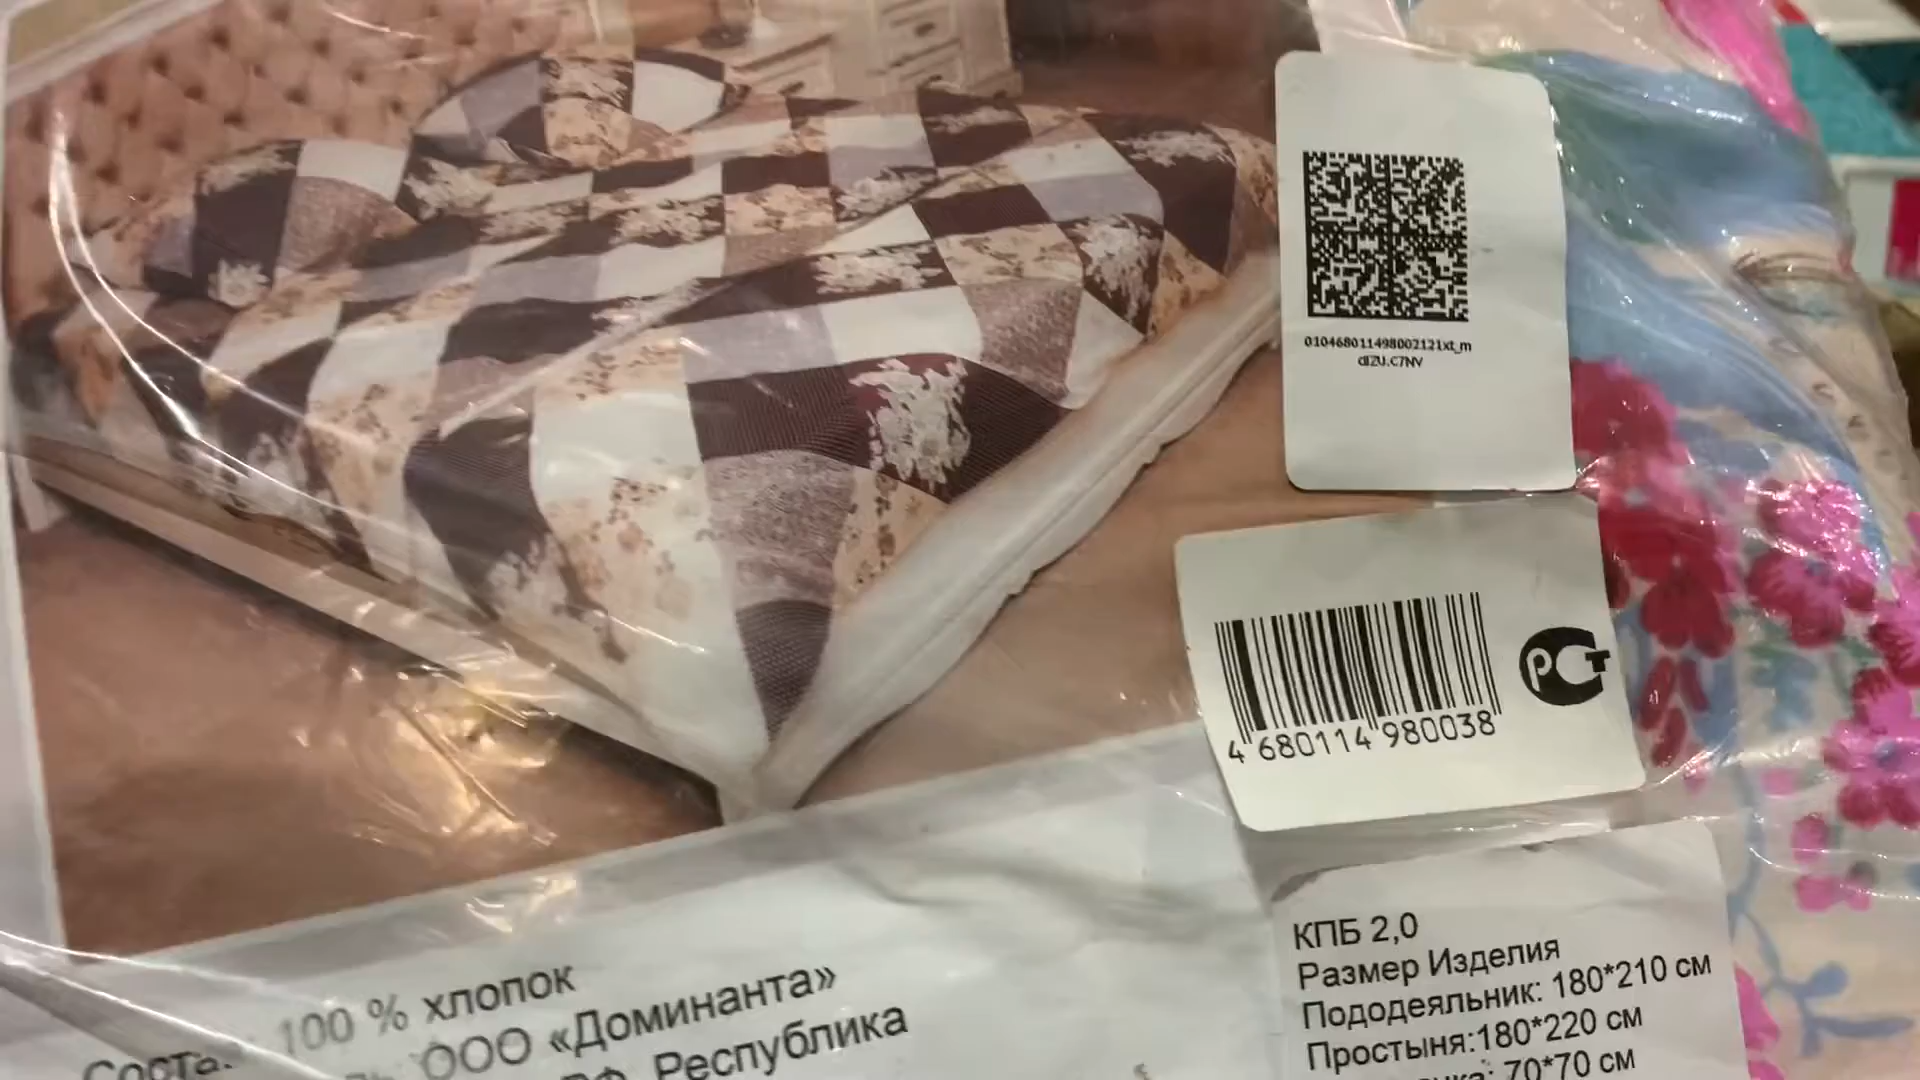 010468011498002121xt_m
dIZU.C7NV
4 680114 980038
РСТ
КПБ 2,0
Размер Изделия
Пододеяльник: 180*210 см
Простыня:180*220 см
70*70 см
100 % хлопок
ООО «Доминанта»
РФ, Республика